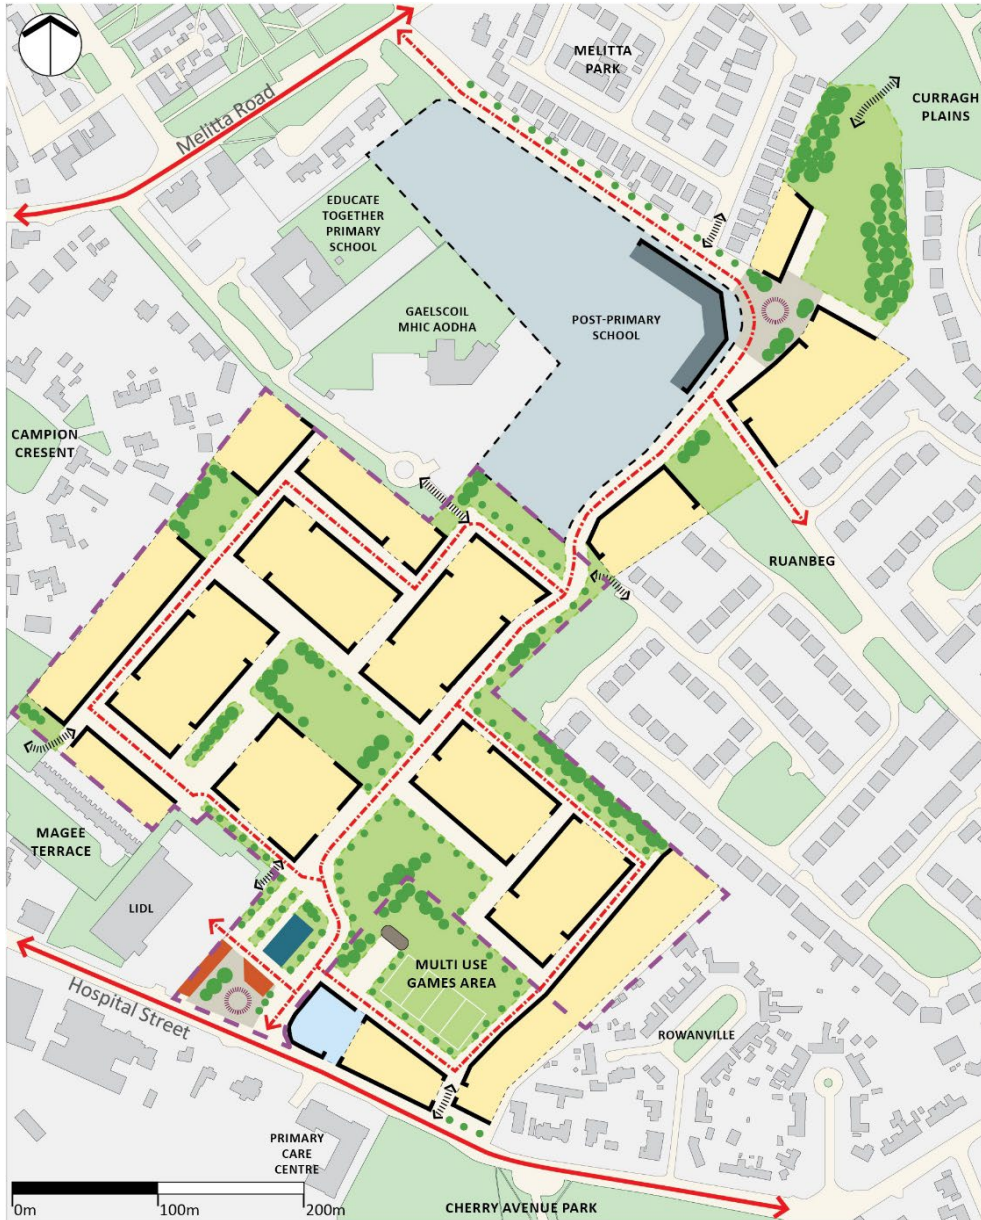 MELITTA
PARK
CURRAGH
PLAINS
Melitta Road
EDUCATE
TOGETHER
PRIMARY
SCHOOL
GAELSCOIL
MHIC AODHA
POST-PRIMARY
SCHOOL
CAMPION
CRESENT
RUANBEG
MAGEE
TERRACE
LIDL
MULTI USE
GAMES AREA
Hospital Street
ROWANVILLE
PRIMARY
CARE
CENTRE
CHERRY AVENUE PARK
0m 100m 200m